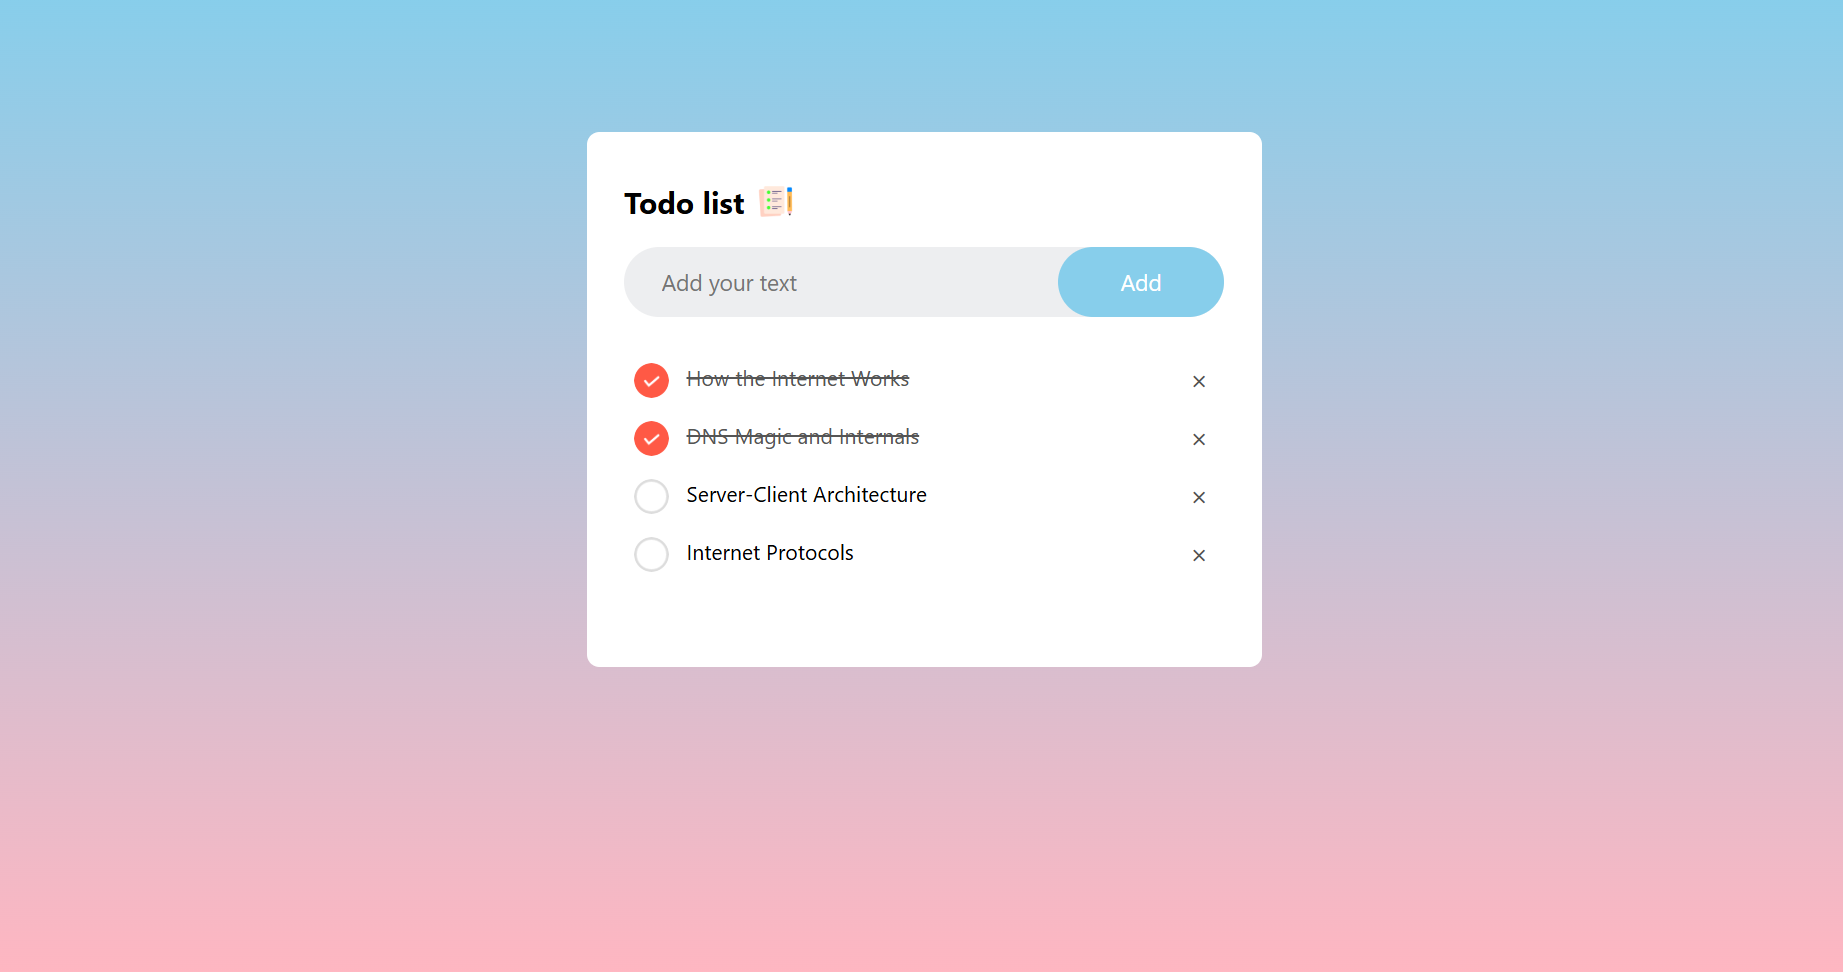 Todo list
Add your text
Add
How the Internet Works
×
DNS Magic and Internals
×
Server-Client Architecture
×
Internet Protocols
×